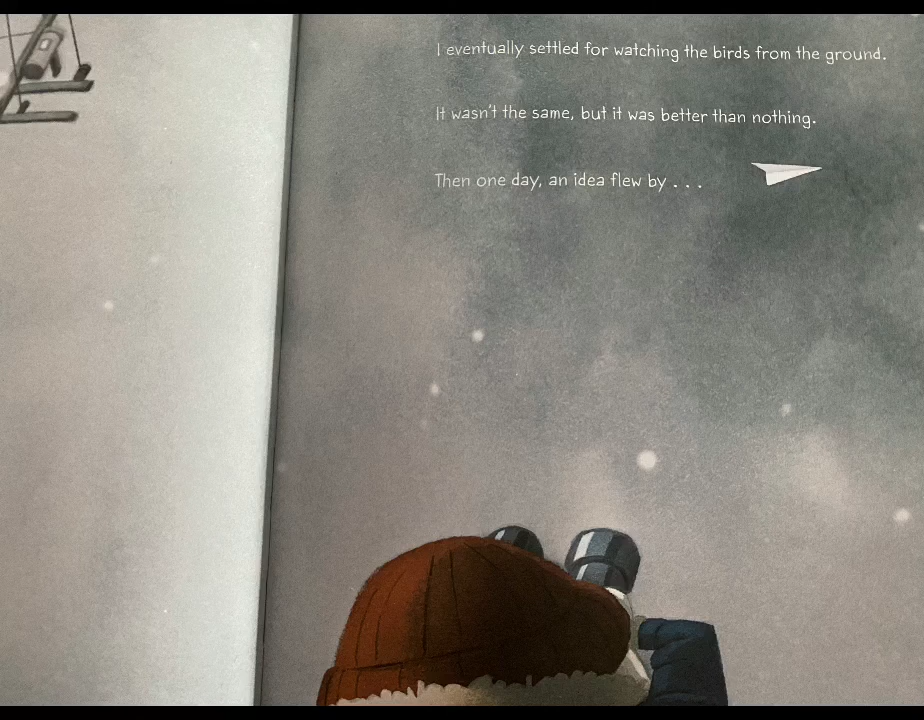 I eventually settled for watching the birds from the ground.
It wasn't the same, but it was better than nothing.
Then one day, an idea flew by . . .